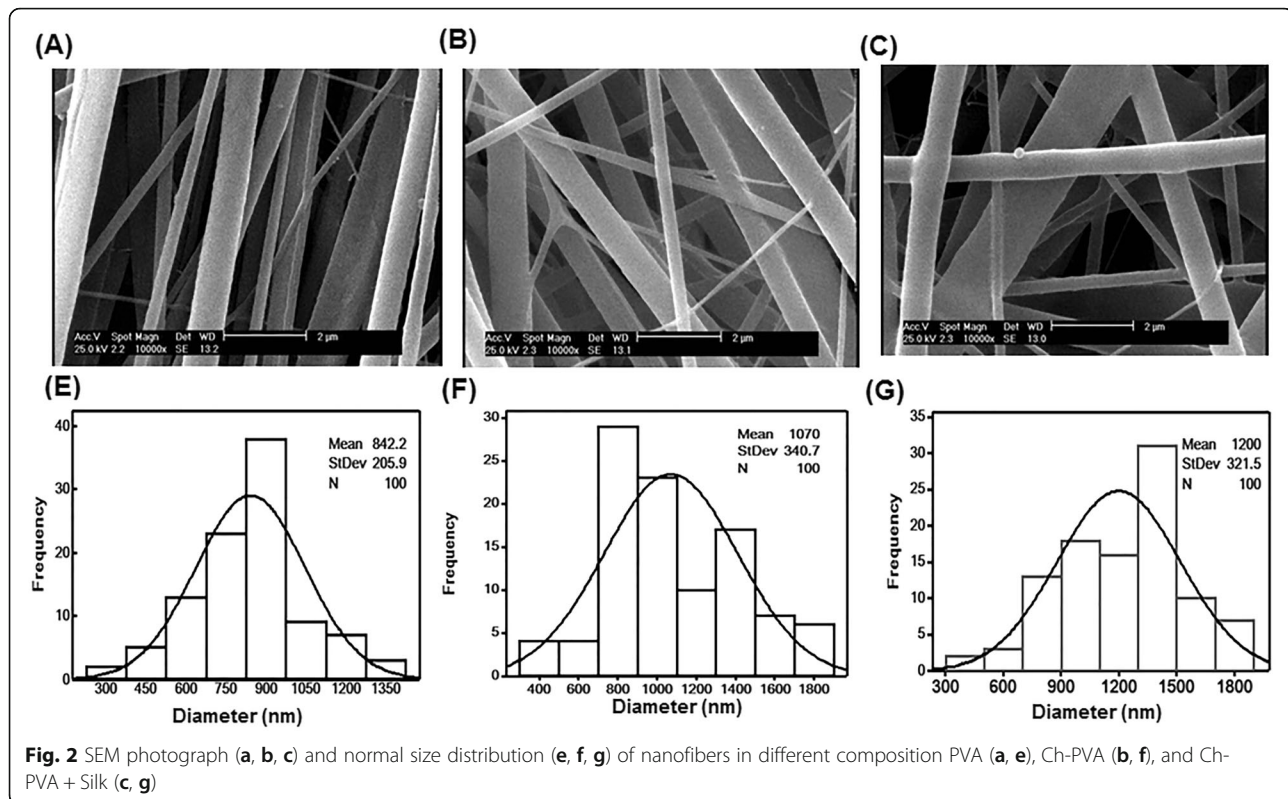 (A)
(B)
(C)
Acc.V Spot Magn Det WD 2 µm
25.0 kV 2.2 10000x SE 13.2
Acc.V Spot Magn Det WD 2 µm
25.0 kV 2.3 10000x SE 13.1
Acc.V Spot Magn Det WD 2 µm
25.0 kV 2.3 10000x SE 13.0
(E)
Mean 842.2
StDev 205.9
N 100
Frequency
40
30
20
10
0
300 450 600 750 900 1050 1200 1350
Diameter (nm)
(F)
Mean 1070
StDev 340.7
N 100
Frequency
30
25
20
15
10
5
0
400 600 800 1000 1200 1400 1600 1800
Diameter (nm)
(G)
Mean 1200
StDev 321.5
N 100
Frequency
35
30
25
20
15
10
5
0
300 600 900 1200 1500 1800
Diameter (nm)
Fig. 2 SEM photograph (a, b, c) and normal size distribution (e, f, g) of nanofibers in different composition PVA (a, e), Ch-PVA (b, f), and Ch-
PVA + Silk (c, g)